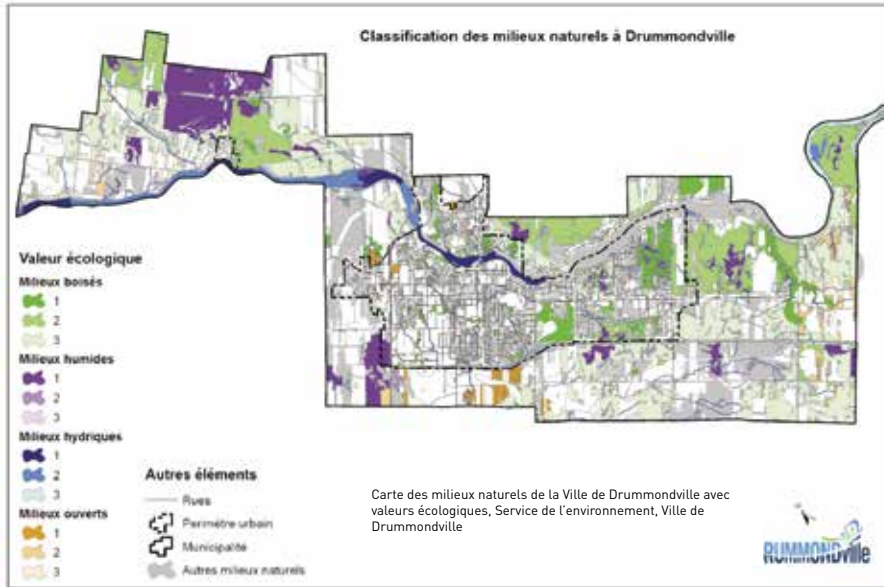 Classification des milieux naturels à Drummondville
Valeur écologique
Milieux boisés
1
2
3
Milieux humides
1
2
3
Milieux hydriques
1
2
3
Milieux ouverts
1
2
3
Autres éléments
Rues
Périmètre urbain
Municipalité
Autres milieux naturels
Carte des milieux naturels de la Ville de Drummondville avec
valeurs écologiques, Service de l'environnement, Ville de
Drummondville
RUMMONDville